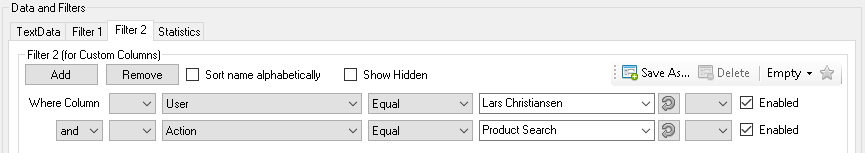 Data and Filters
TextData Filter 1 Filter 2 Statistics
Filter 2 (for Custom Columns)
Add Remove Sort name alphabetically Show Hidden Save As... Delete Empty
Where Column User Equal Lars Christiansen Enabled
and Action Equal Product Search Enabled